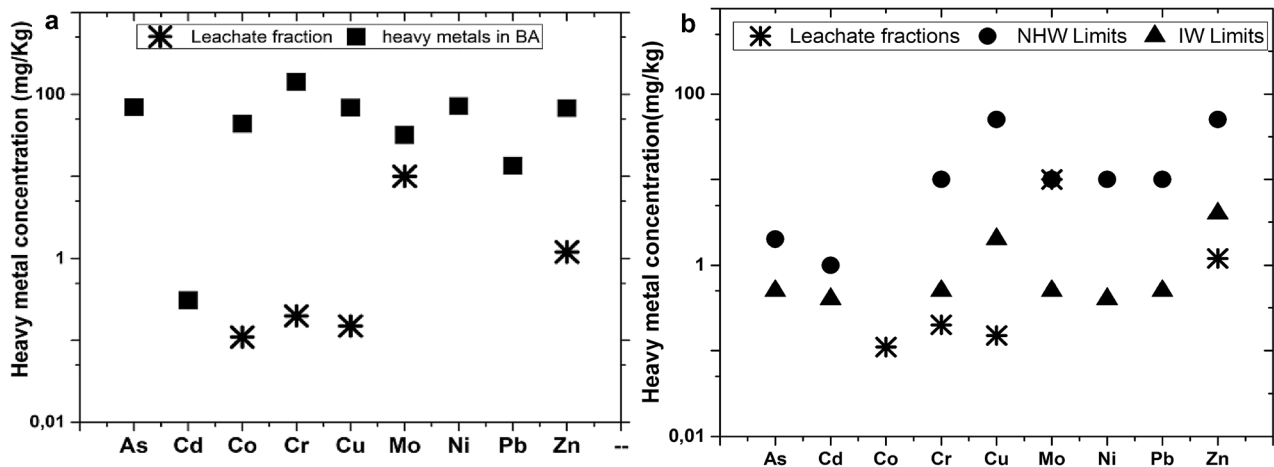 a
Leachate fraction heavy metals in BA
Heavy metal concentration (mg/Kg)
100
1
0,01
As Cd Co Cr Cu Mo Ni Pb Zn --
b
Leachate fractions NHW Limits IW Limits
Heavy metal concentration(mg/kg)
100
1
0,01
As Cd Co Cr Cu Mo Ni Pb Zn